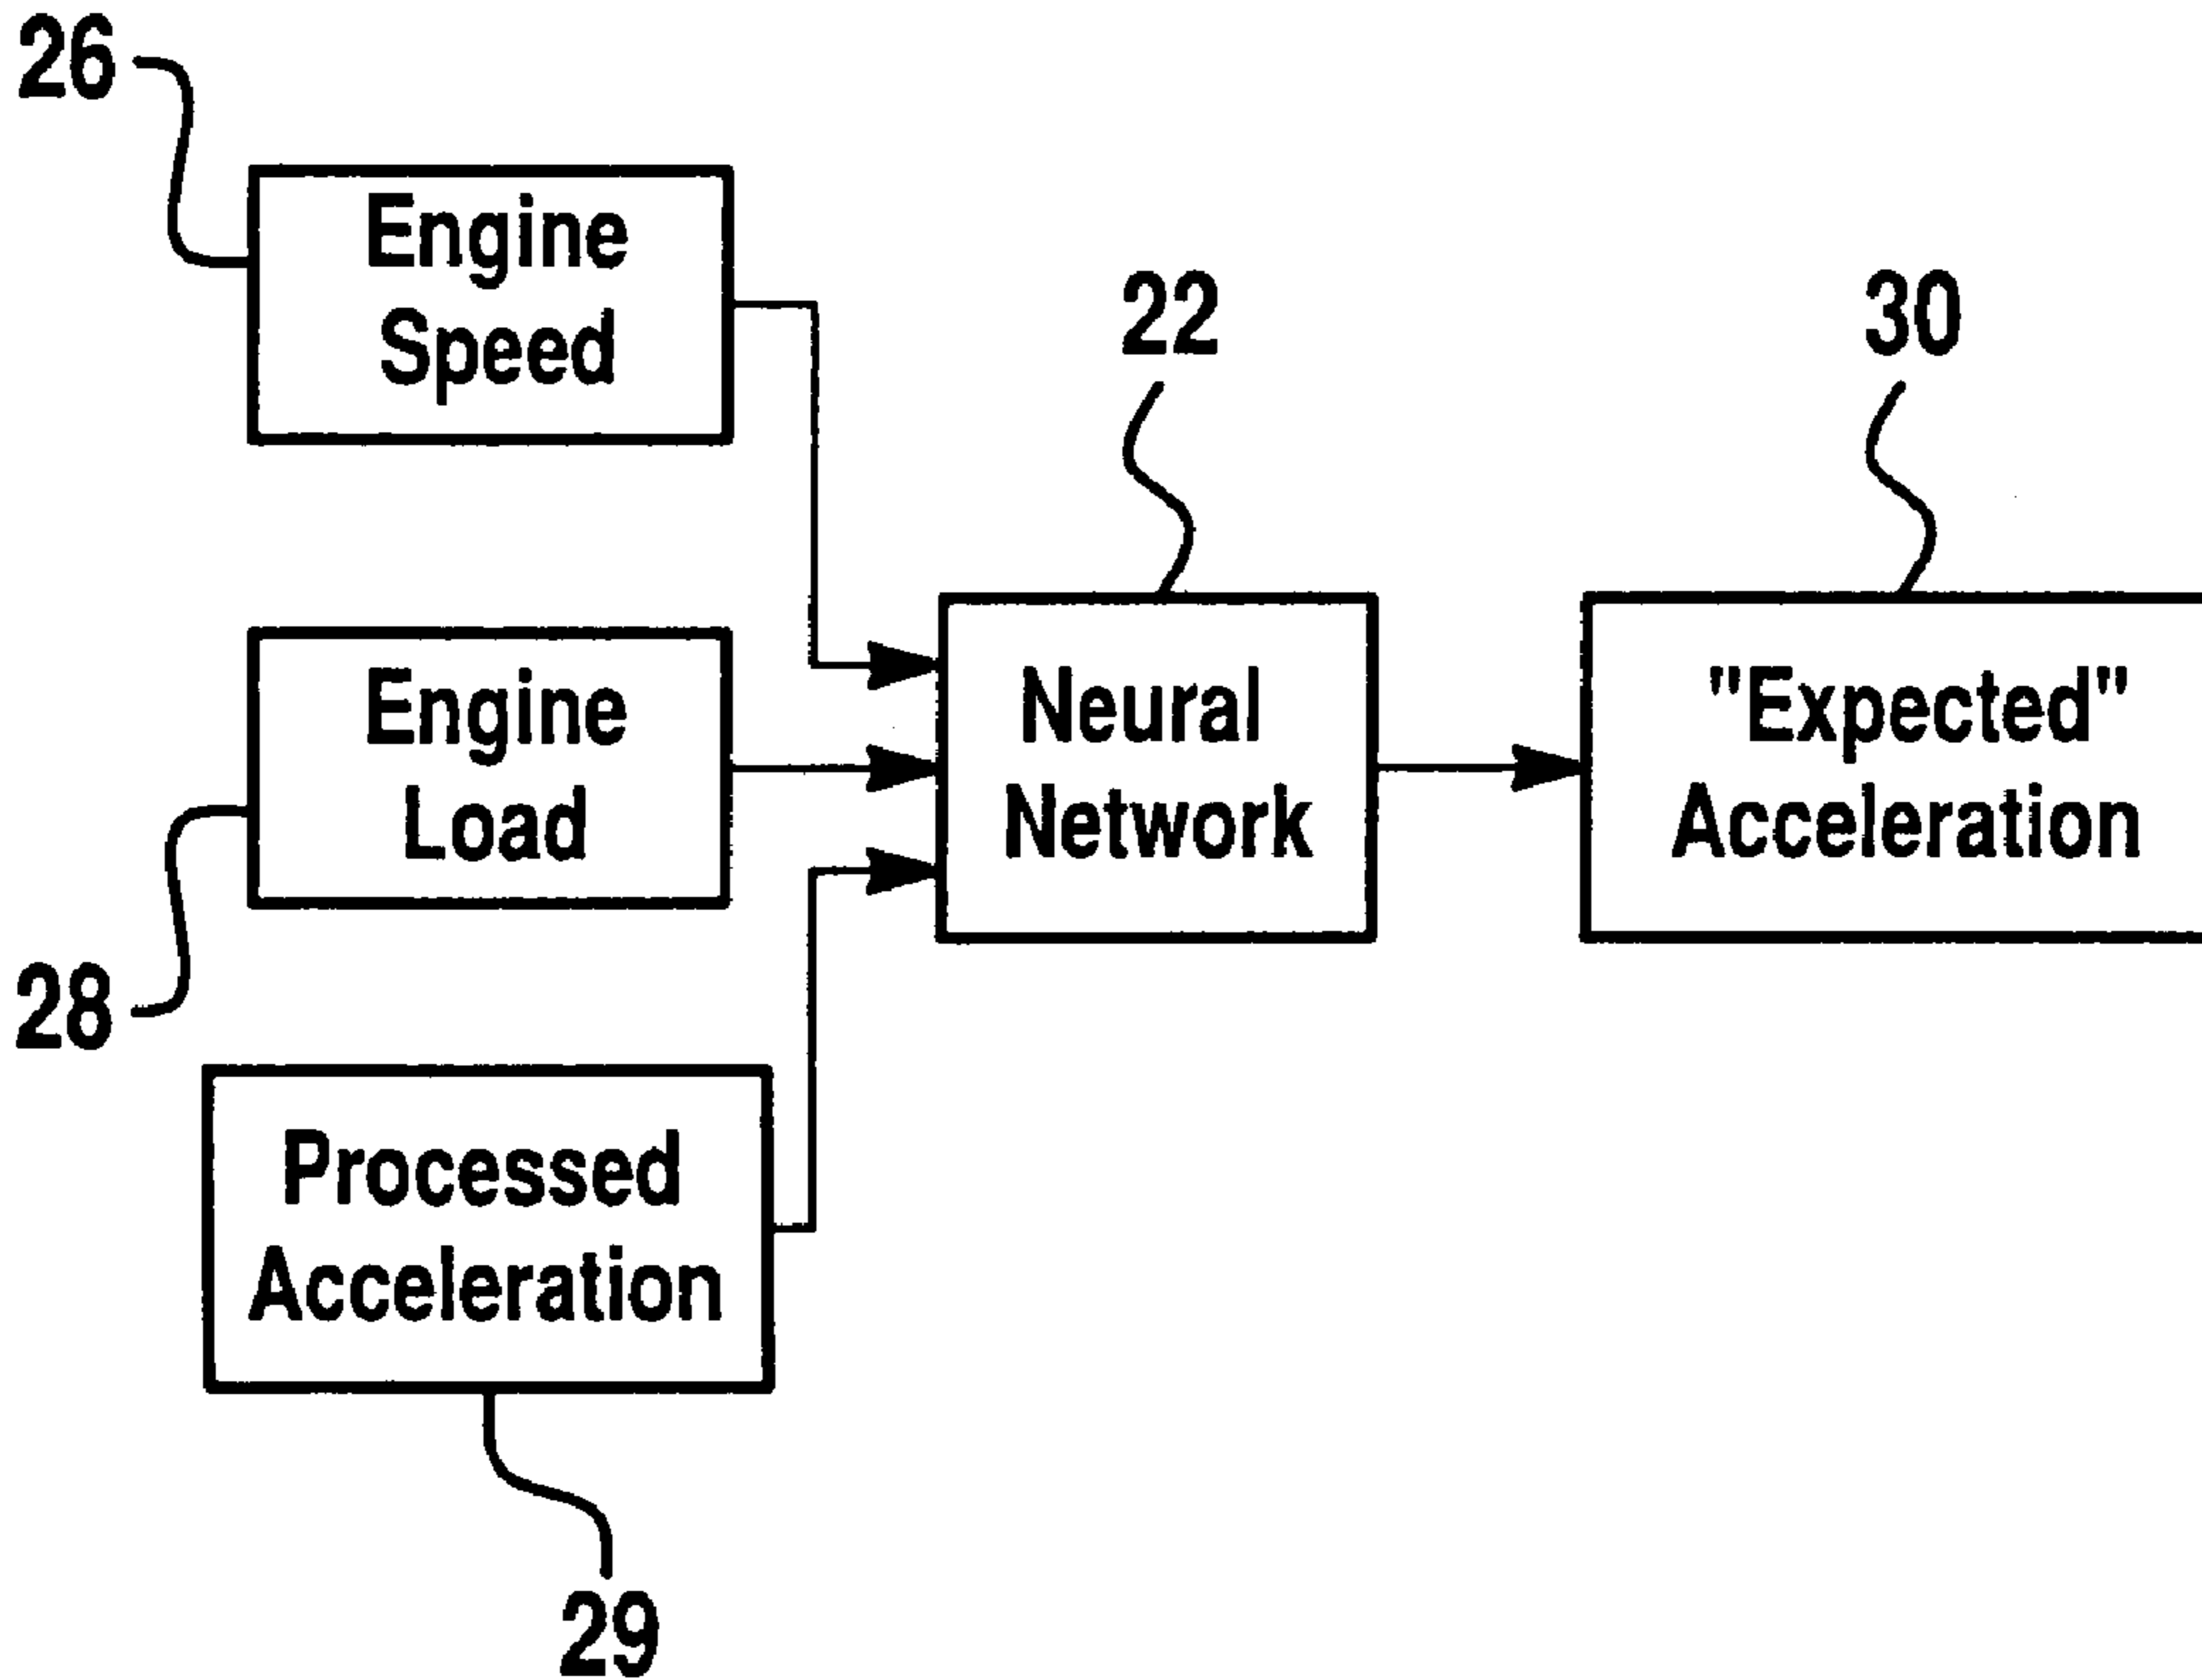 26
Engine
Speed
22
30
Engine
Load
Neural
Network
"Expected"
Acceleration
28
Processed
Acceleration
29